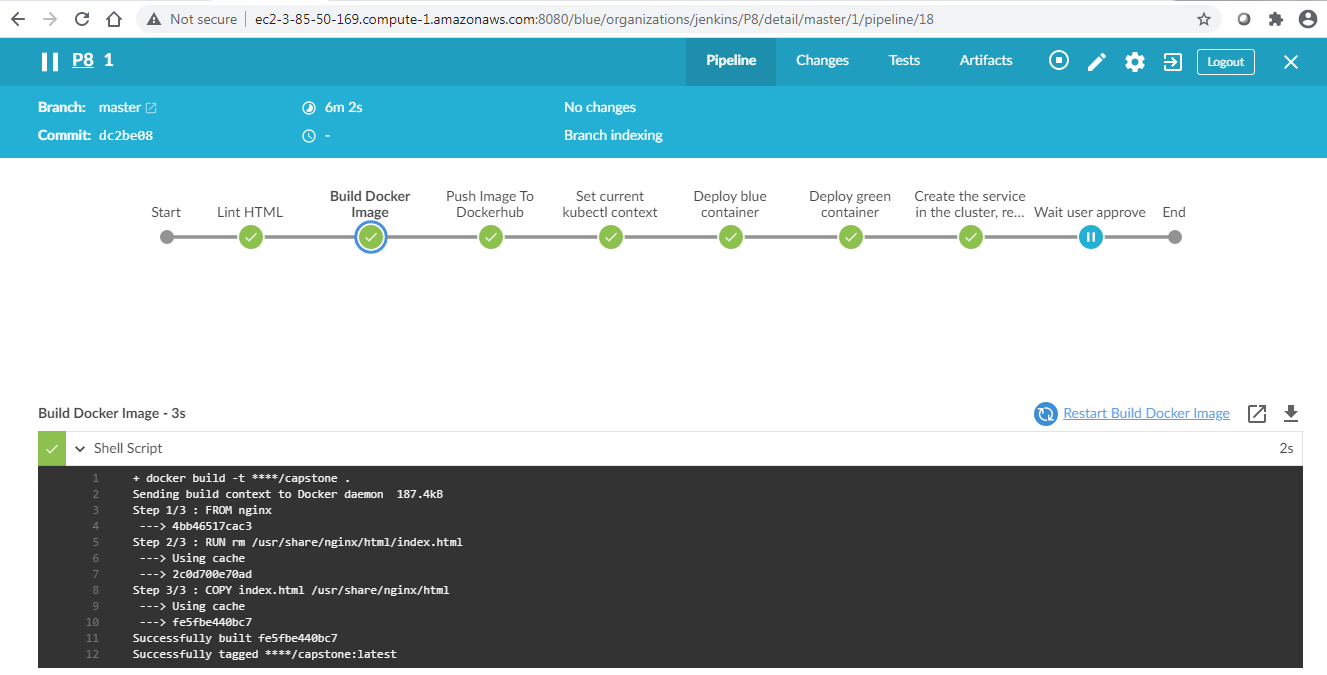 Not secure | ec2-3-85-50-169.compute-1.amazonaws.com:8080/blue/organizations/jenkins/P8/detail/master/1/pipeline/18
P8 1 Pipeline Changes Tests Artifacts Logout
Branch: master 6m 2s No changes
Commit: dc2be08 - Branch indexing
Start
Lint HTML
Build Docker
Image
Push Image To
Dockerhub
Set current
kubectl context
Deploy blue
container
Deploy green
container
Create the service
in the cluster, re...
Wait user approve
End
Build Docker Image - 3s Restart Build Docker Image
Shell Script 2s
1 + docker build -t ****/capstone .
2 Sending build context to Docker daemon  187.4kB
3 Step 1/3 : FROM nginx
4 ---> 4bb46517cac3
5 Step 2/3 : RUN rm /usr/share/nginx/html/index.html
6 ---> Using cache
7 ---> 2c0d700e70ad
8 Step 3/3 : COPY index.html /usr/share/nginx/html
9 ---> Using cache
10 ---> fe5fbe440bc7
11 Successfully built fe5fbe440bc7
12 Successfully tagged ****/capstone:latest